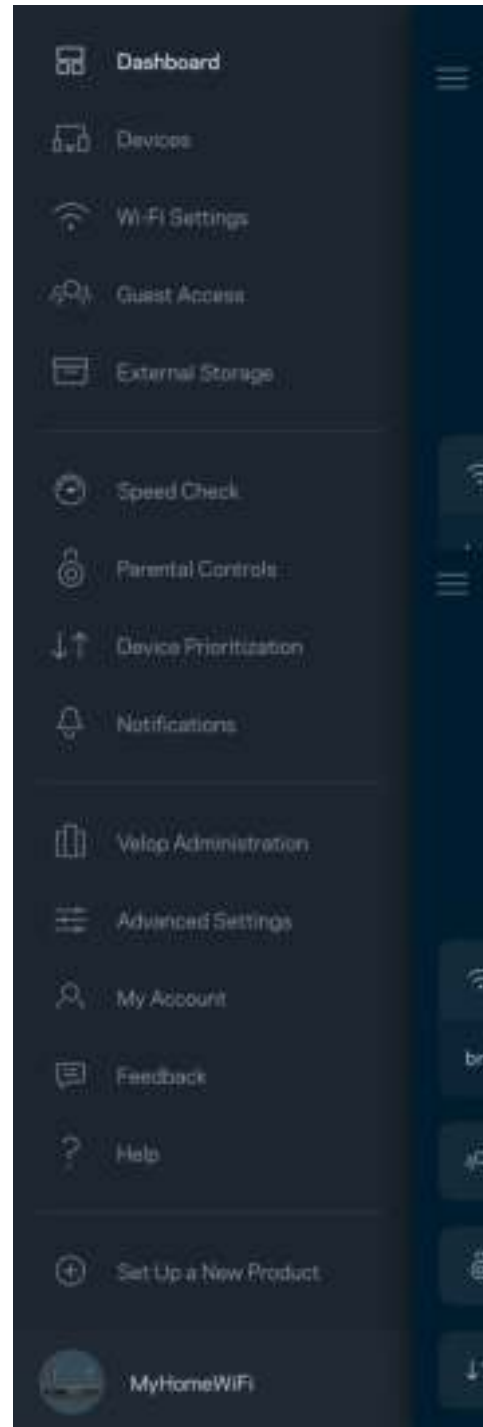 Dashboard
Devices
Wi-Fi Settings
Guest Access
External Storage
Speed Check
Parental Controls
Device Prioritization
Notifications
Velop Administration
Advanced Settings
My Account
Feedback
Help
Set Up a New Product
MyHomeWiFi
br